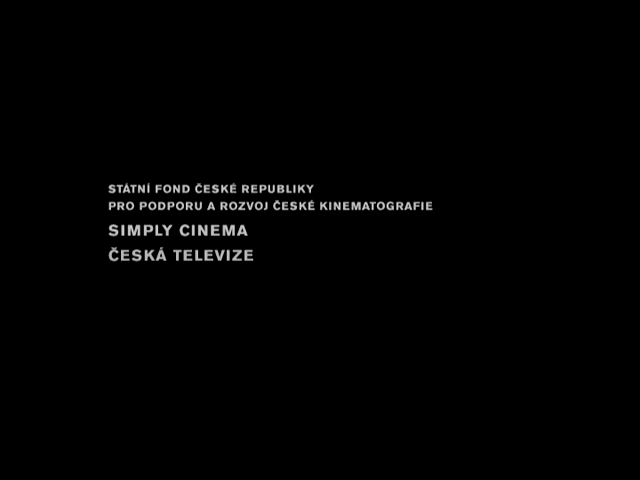 STÁTNÍ FOND ČESKÉ REPUBLIKY
PRO PODPORU A ROZVOJ ČESKÉ KINEMATOGRAFIE
SIMPLY CINEMA
ČESKÁ TELEVIZE